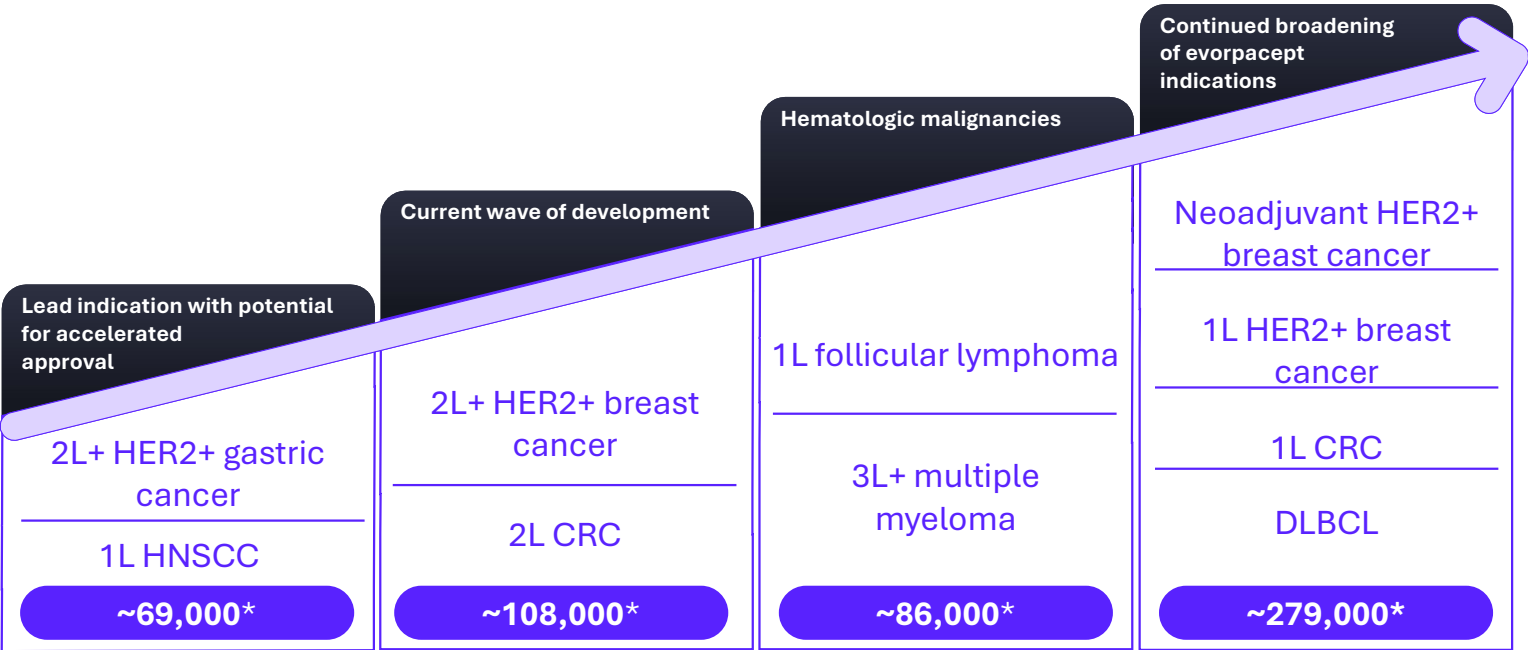 Lead indication with potential
for accelerated
approval
2L+ HER2+ gastric
cancer
1L HNSCC
~69,000*
Current wave of development
2L+ HER2+ breast
cancer
2L CRC
~108,000*
Hematologic malignancies
1L follicular lymphoma
3L+ multiple
myeloma
~86,000*
Continued broadening
of evorpacept
indications
Neoadjuvant HER2+
breast cancer
1L HER2+ breast
cancer
1L CRC
DLBCL
~279,000*